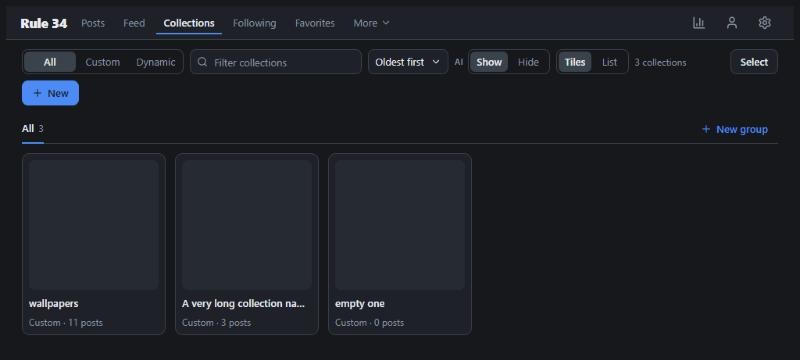 Rule 34 Posts Feed Collections Following Favorites More
All Custom Dynamic Filter collections Oldest first AI Show Hide Tiles List 3 collections Select
+ New
All 3 + New group
wallpapers A very long collection na... empty one
Custom · 11 posts Custom · 3 posts Custom · 0 posts